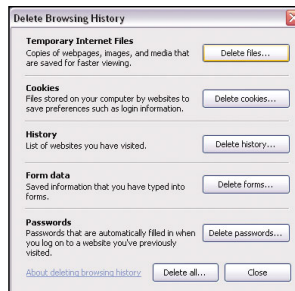 Delete Browsing History
Temporary Internet Files
Copies of webpages, images, and media that
are saved for faster viewing.
Delete files...
Cookies
Files stored on your computer by websites to
save preferences such as login information.
Delete cookies...
History
List of websites you have visited.
Delete history...
Form data
Saved information that you have typed into
forms.
Delete forms...
Passwords
Passwords that are automatically filled in when
you log on to a website you've previously
visited.
Delete passwords...
About deleting browsing history
Delete all...
Close